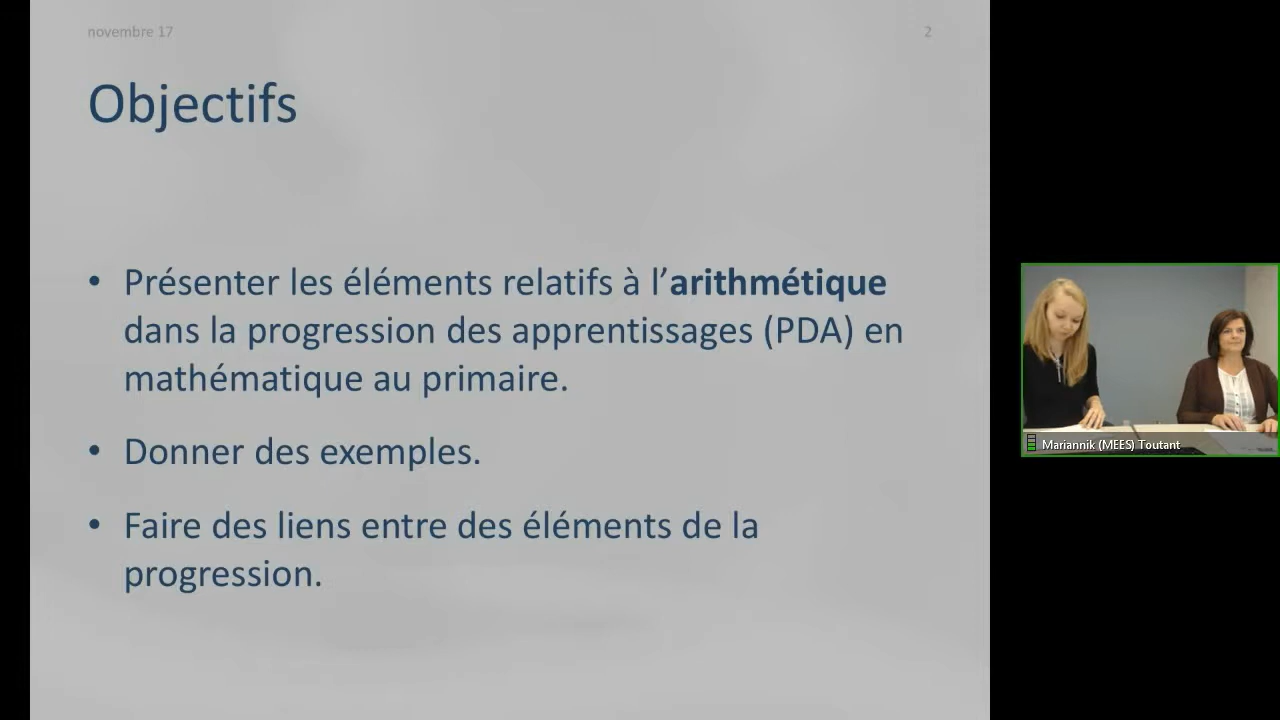 novembre 17
2
Objectifs
• Présenter les éléments relatifs à l’arithmétique
dans la progression des apprentissages (PDA) en
mathématique au primaire.
• Donner des exemples.
• Faire des liens entre des éléments de la
progression.
Mariannik (MEES) Toutant